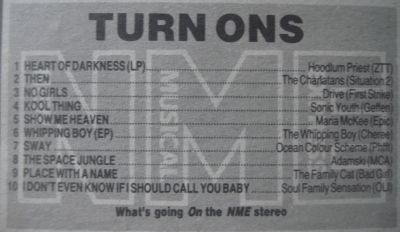 TURN ONS
1 HEART OF DARKNESS (LP)........Hoodlum Priest (ZTT)
2 THEN........The Charlatans (Situation 2)
3 NO GIRLS........Drive (First Strike)
4 KOOL THING........Sonic Youth (Geffen)
5 SHOW ME HEAVEN........Maria McKee (Epic)
6 WHIPPING BOY (EP)........The Whipping Boy (Cheree)
7 SWAY........Ocean Colour Scheme (Phfft)
8 THE SPACE JUNGLE........Adamski (MCA)
9 PLACE WITH A NAME........The Family Cat (Bad Girl)
10 I DON'T EVEN KNOW IF I SHOULD CALL YOU BABY........Soul Family Sensation (OLI)
What's going On the NME stereo
NME
MUSICAL